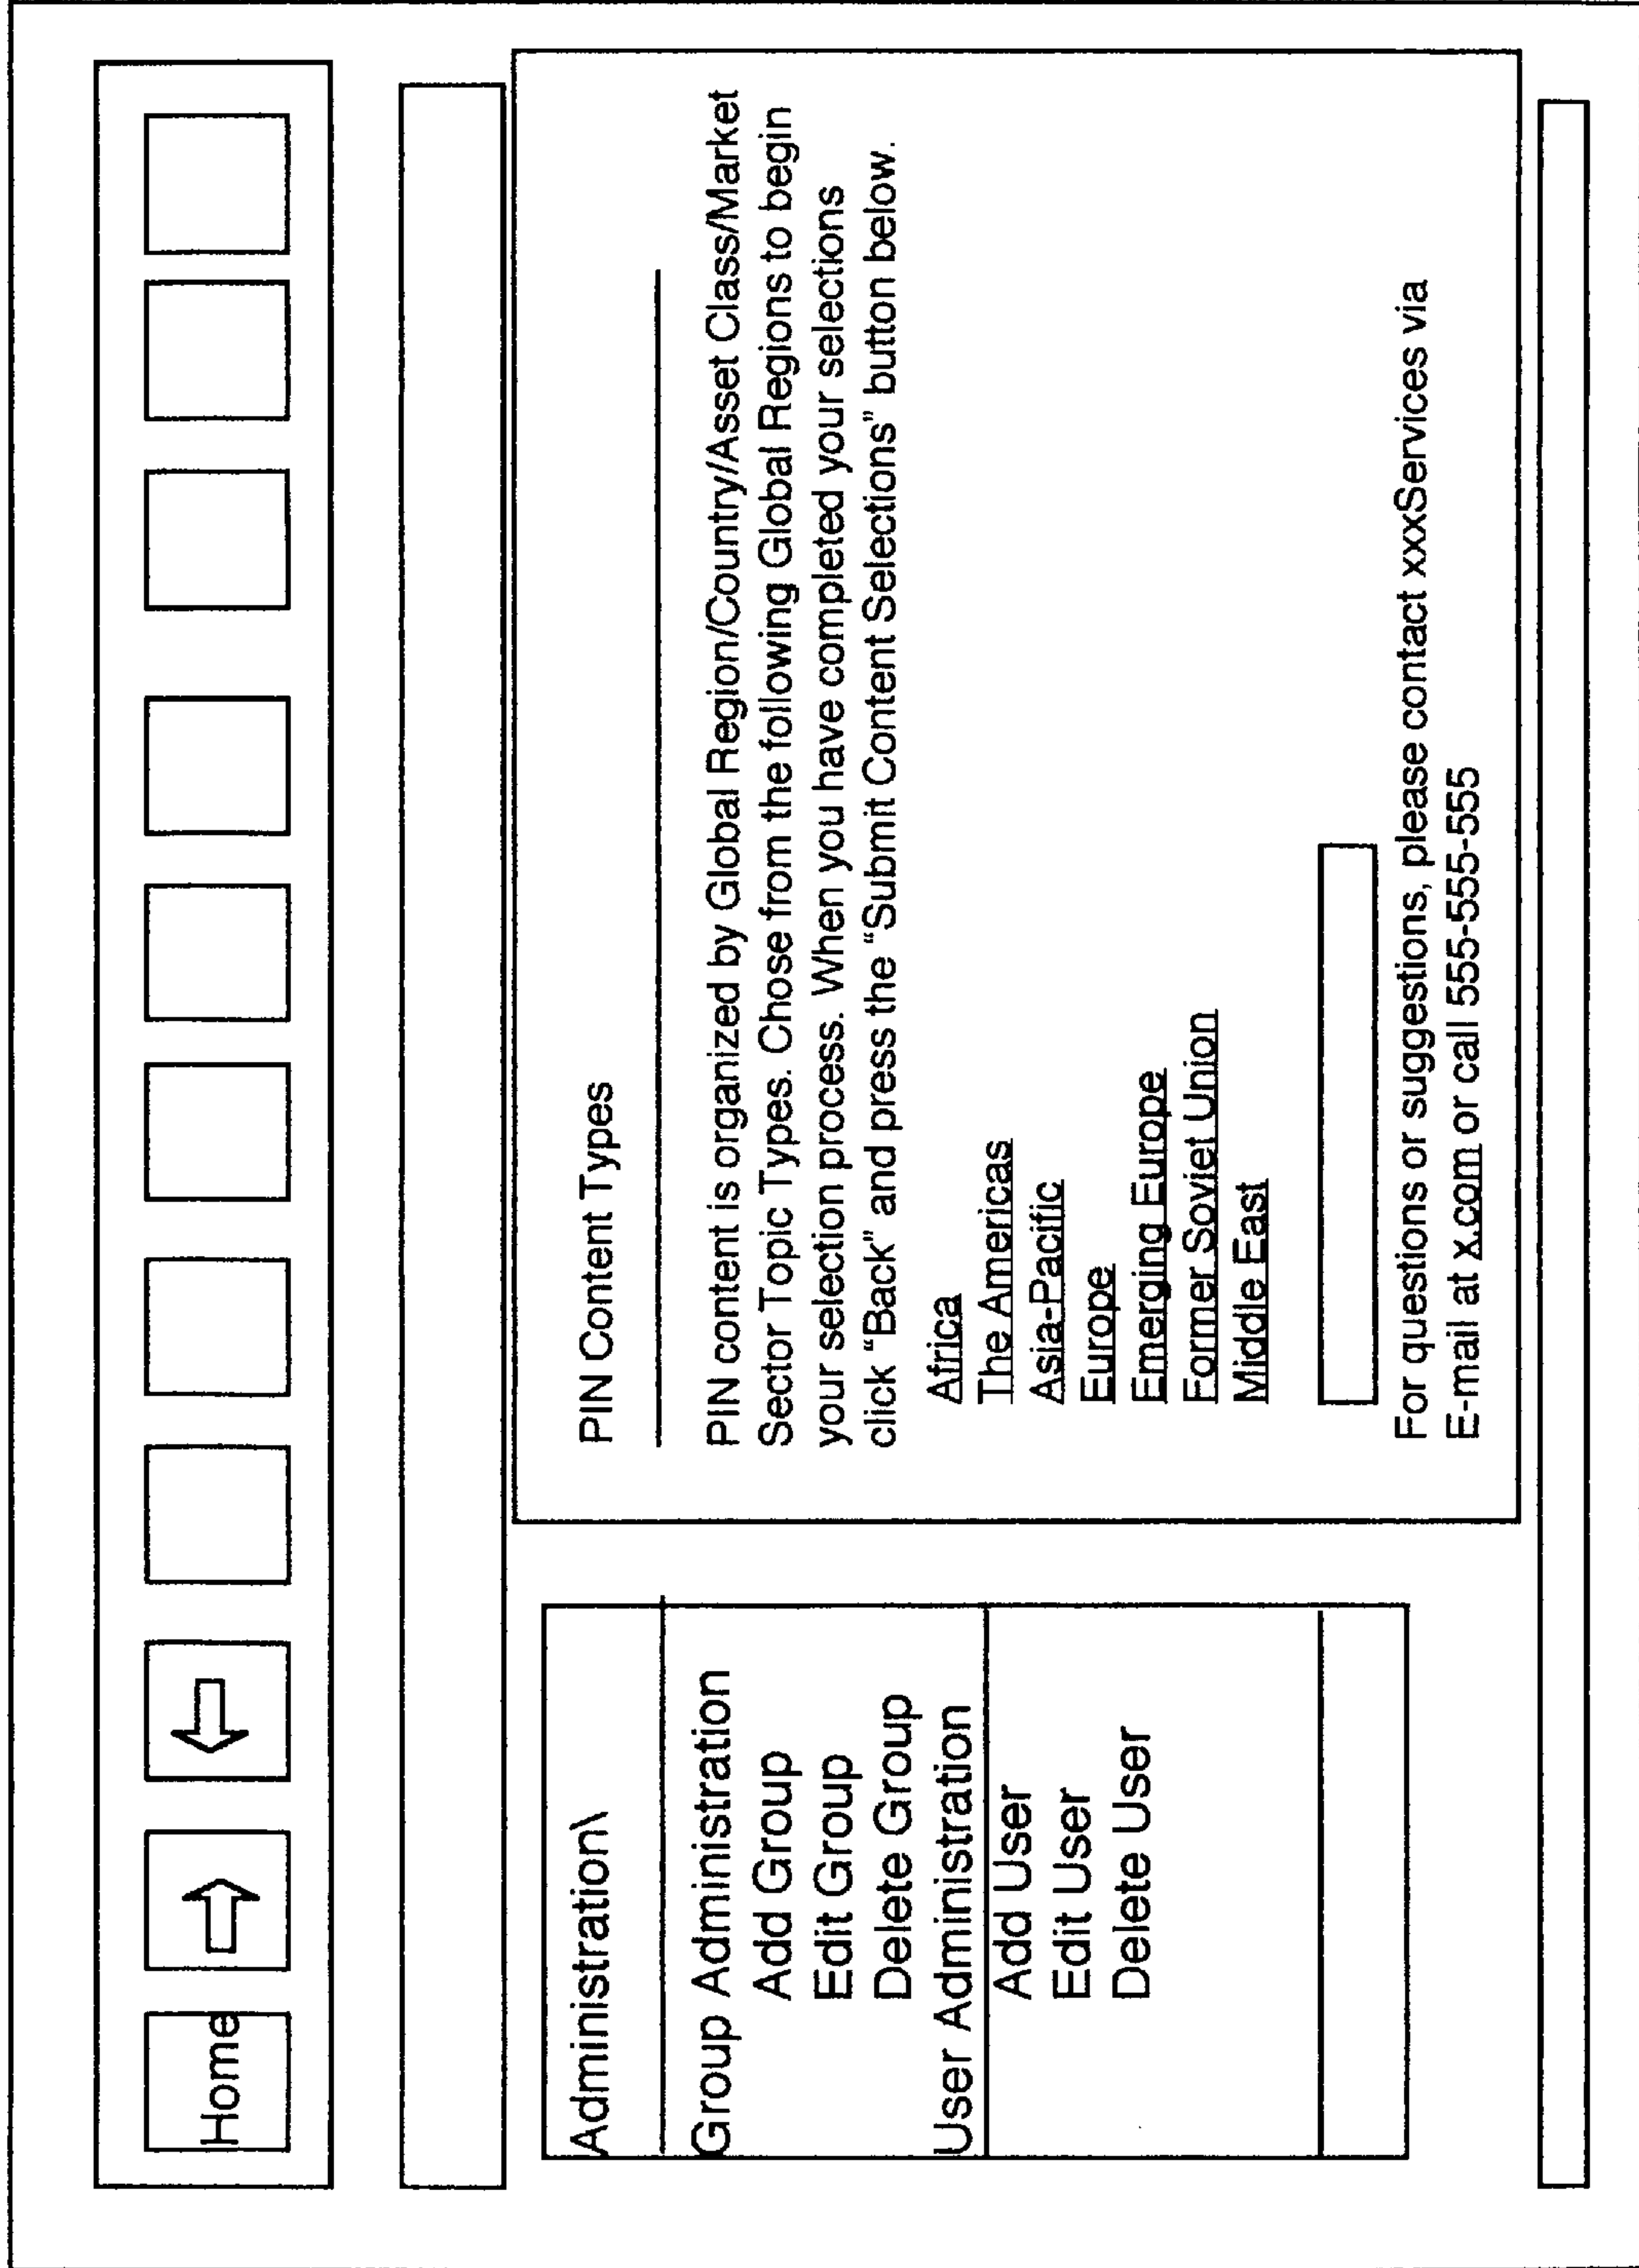 Home
Administration\
Group Administration
Add Group
Edit Group
Delete Group
User Administration
Add User
Edit User
Delete User
PIN Content Types
PIN content is organized by Global Region/Country/Asset Class/Market
Sector Topic Types. Chose from the following Global Regions to begin
your selection process. When you have completed your selections
click "Back" and press the "Submit Content Selections" button below.
Africa
The Americas
Asia-Pacific
Europe
Emerging Europe
Former Soviet Union
Middle East
For questions or suggestions, please contact xxxServices via
E-mail at x.com or call 555-555-555